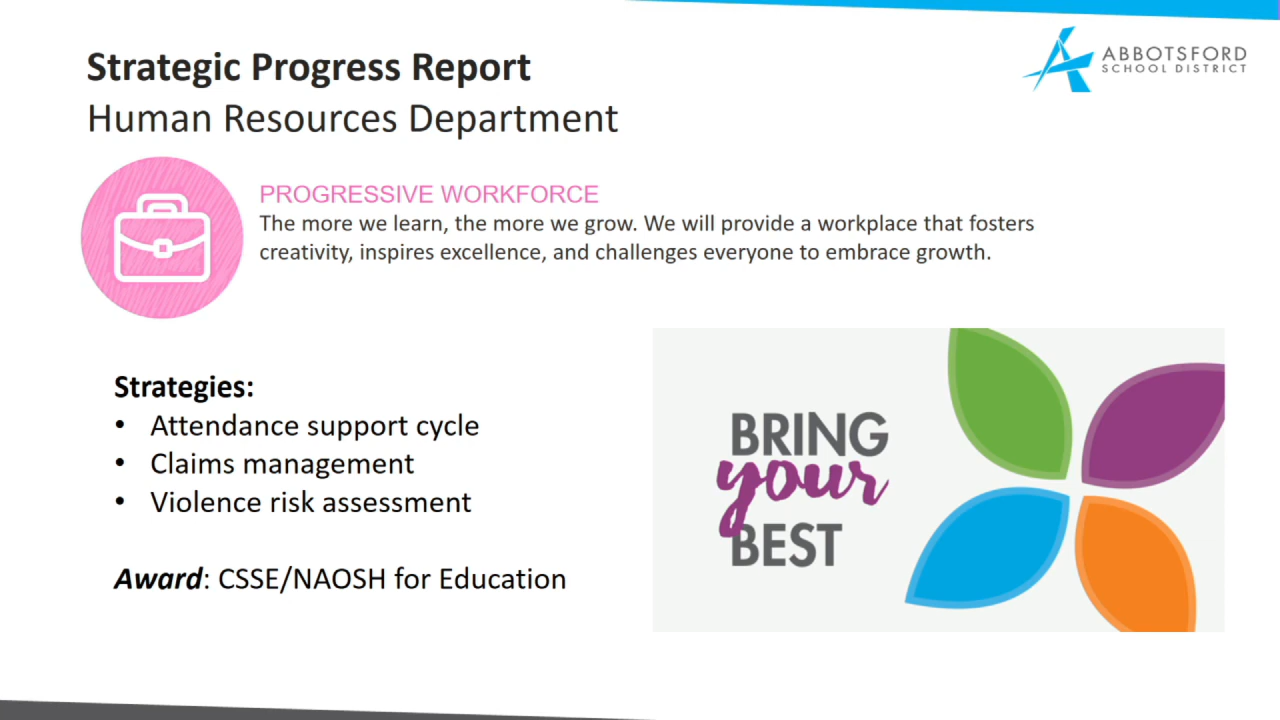 ABBOTSFORD
SCHOOL DISTRICT
Strategic Progress Report
Human Resources Department
PROGRESSIVE WORKFORCE
The more we learn, the more we grow. We will provide a workplace that fosters
creativity, inspires excellence, and challenges everyone to embrace growth.
Strategies:
• Attendance support cycle
• Claims management
• Violence risk assessment
Award: CSSE/NAOSH for Education
BRING
your
BEST